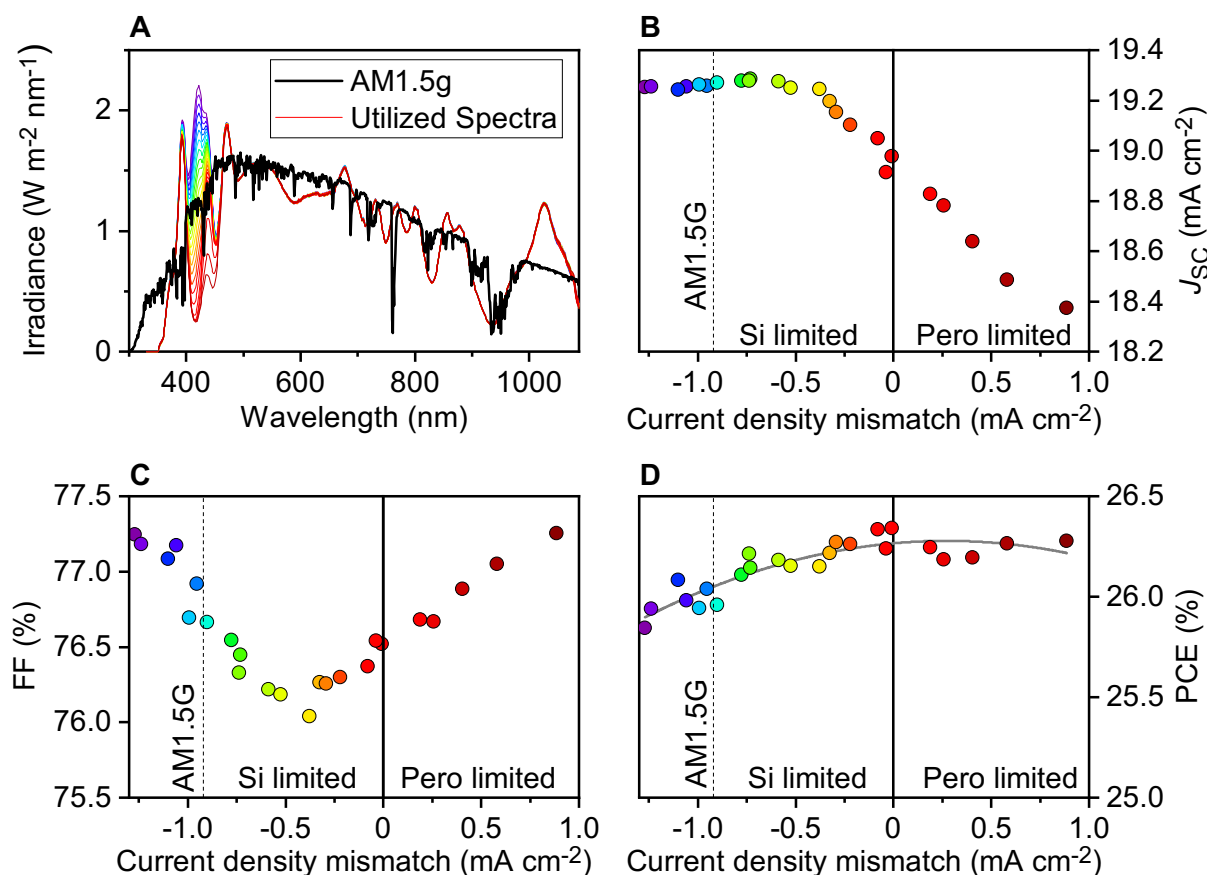 A
Irradiance (W m-2 nm-1)
2
1
0
AM1.5g
Utilized Spectra
400 600 800 1000
Wavelength (nm)
B
19.4
19.2
19.0
18.8
18.6
18.4
18.2
JSC (mA cm-2)
AM1.5G
Si limited
Pero limited
-1.0 -0.5 0 0.5 1.0
Current density mismatch (mA cm-2)
C
FF (%)
77.5
77.0
76.5
76.0
75.5
AM1.5G
Si limited
Pero limited
-1.0 -0.5 0 0.5 1.0
Current density mismatch (mA cm-2)
D
26.5
26.0
25.5
25.0
PCE (%)
AM1.5G
Si limited
Pero limited
-1.0 -0.5 0 0.5 1.0
Current density mismatch (mA cm-2)